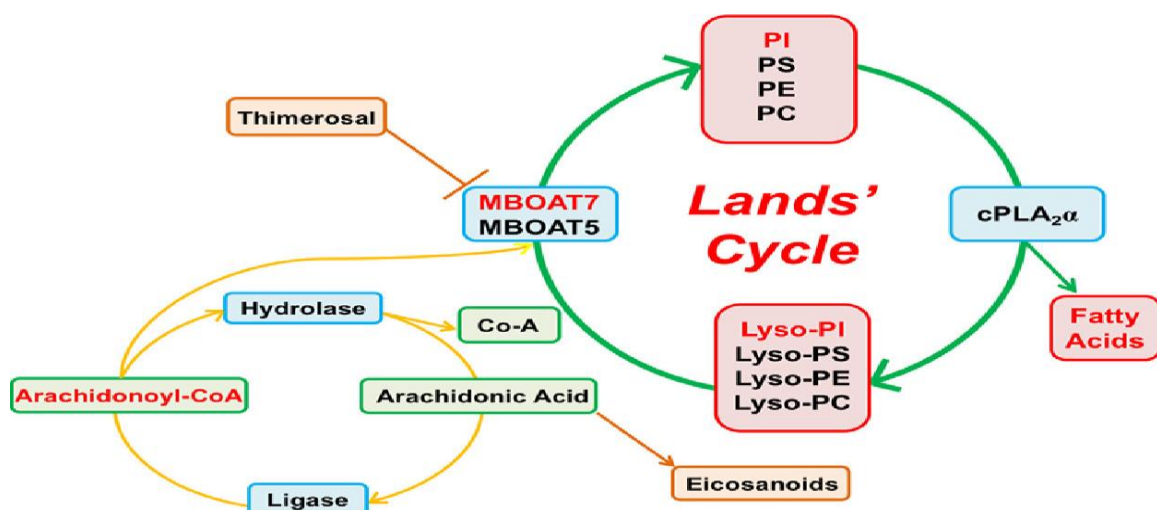 PI
PS
PE
PC
Thimerosal
MBOAT7
MBOAT5
Lands’
Cycle
cPLA₂α
Hydrolase
Co-A
Fatty
Acids
Lyso-PI
Lyso-PS
Lyso-PE
Lyso-PC
Arachidonoyl-CoA
Arachidonic Acid
Eicosanoids
Ligase